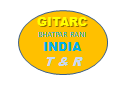 GITARC
BHATPAR RANI
INDIA
T & R